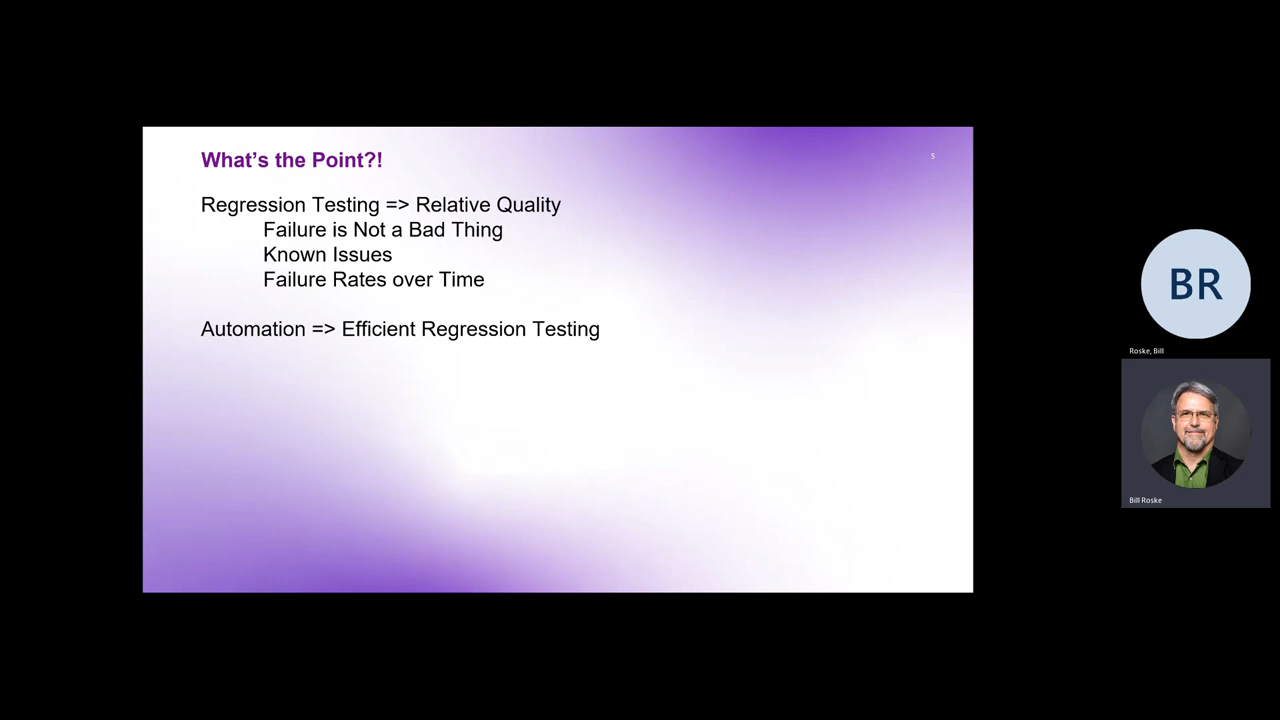 What's the Point?!
5
Regression Testing => Relative Quality
Failure is Not a Bad Thing
Known Issues
Failure Rates over Time
Automation => Efficient Regression Testing
BR
Roske, Bill
Bill Roske